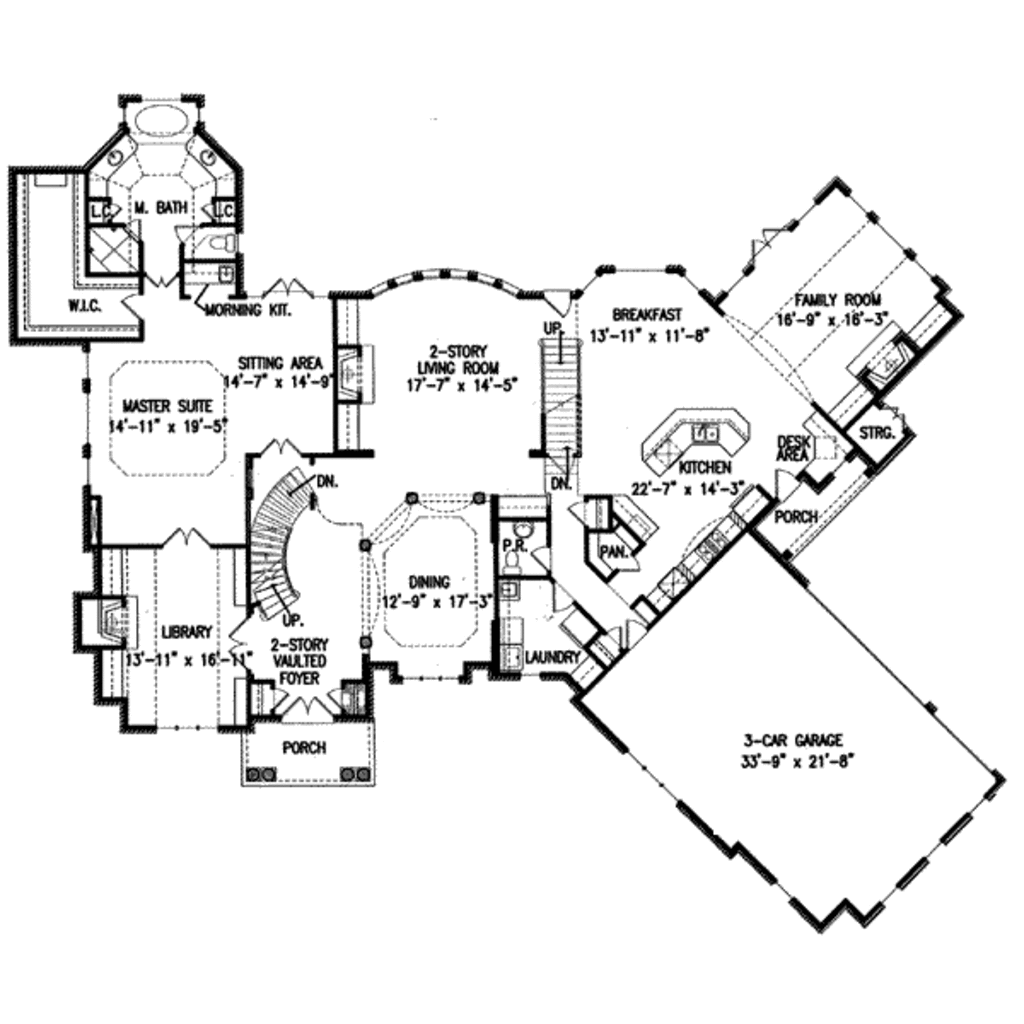 L.C.
M. BATH
L.C.
W.I.C.
MORNING KIT.
SITTING AREA
14'-7" x 14'-9"
MASTER SUITE
14'-11" x 19'-5"
2-STORY
LIVING ROOM
17'-7" x 14'-5"
UP.
DN.
BREAKFAST
13'-11" x 11'-8"
FAMILY ROOM
16'-9" x 16'-3"
STRG.
DESK
AREA
KITCHEN
22'-7" x 14'-3"
PORCH
PAN.
P.R.
DN.
UP.
DINING
12'-9" x 17'-3"
LIBRARY
13'-11" x 16'-11"
2-STORY
VAULTED
FOYER
LAUNDRY
PORCH
3-CAR GARAGE
33'-9" x 21'-8"